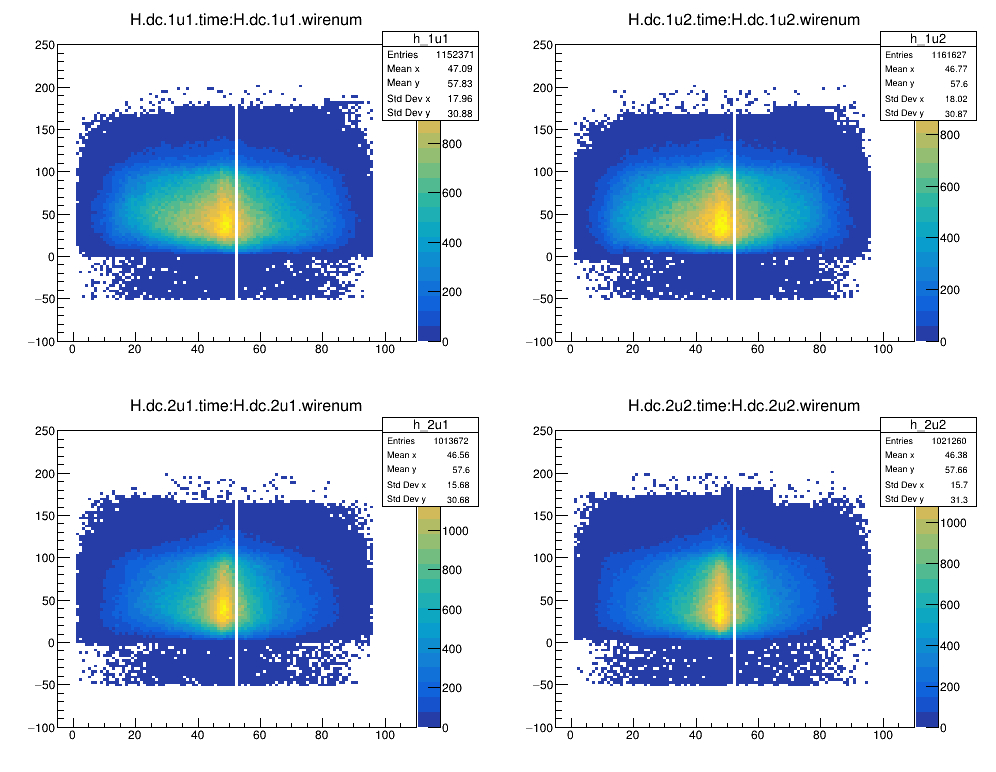 H.dc.1u1.time:H.dc.1u1.wirenum
h_1u1
Entries 1152371
Mean x 47.09
Mean y 57.83
Std Dev x 17.96
Std Dev y 30.88
250
200
150
100
50
0
−50
−100
0 20 40 60 80 100
800
600
400
200
0
H.dc.1u2.time:H.dc.1u2.wirenum
h_1u2
Entries 1161627
Mean x 46.77
Mean y 57.6
Std Dev x 18.02
Std Dev y 30.87
250
200
150
100
50
0
−50
−100
0 20 40 60 80 100
800
600
400
200
0
H.dc.2u1.time:H.dc.2u1.wirenum
h_2u1
Entries 1013672
Mean x 46.56
Mean y 57.6
Std Dev x 15.68
Std Dev y 30.68
250
200
150
100
50
0
−50
−100
0 20 40 60 80 100
1000
800
600
400
200
0
H.dc.2u2.time:H.dc.2u2.wirenum
h_2u2
Entries 1021260
Mean x 46.38
Mean y 57.66
Std Dev x 15.7
Std Dev y 31.3
250
200
150
100
50
0
−50
−100
0 20 40 60 80 100
1000
800
600
400
200
0